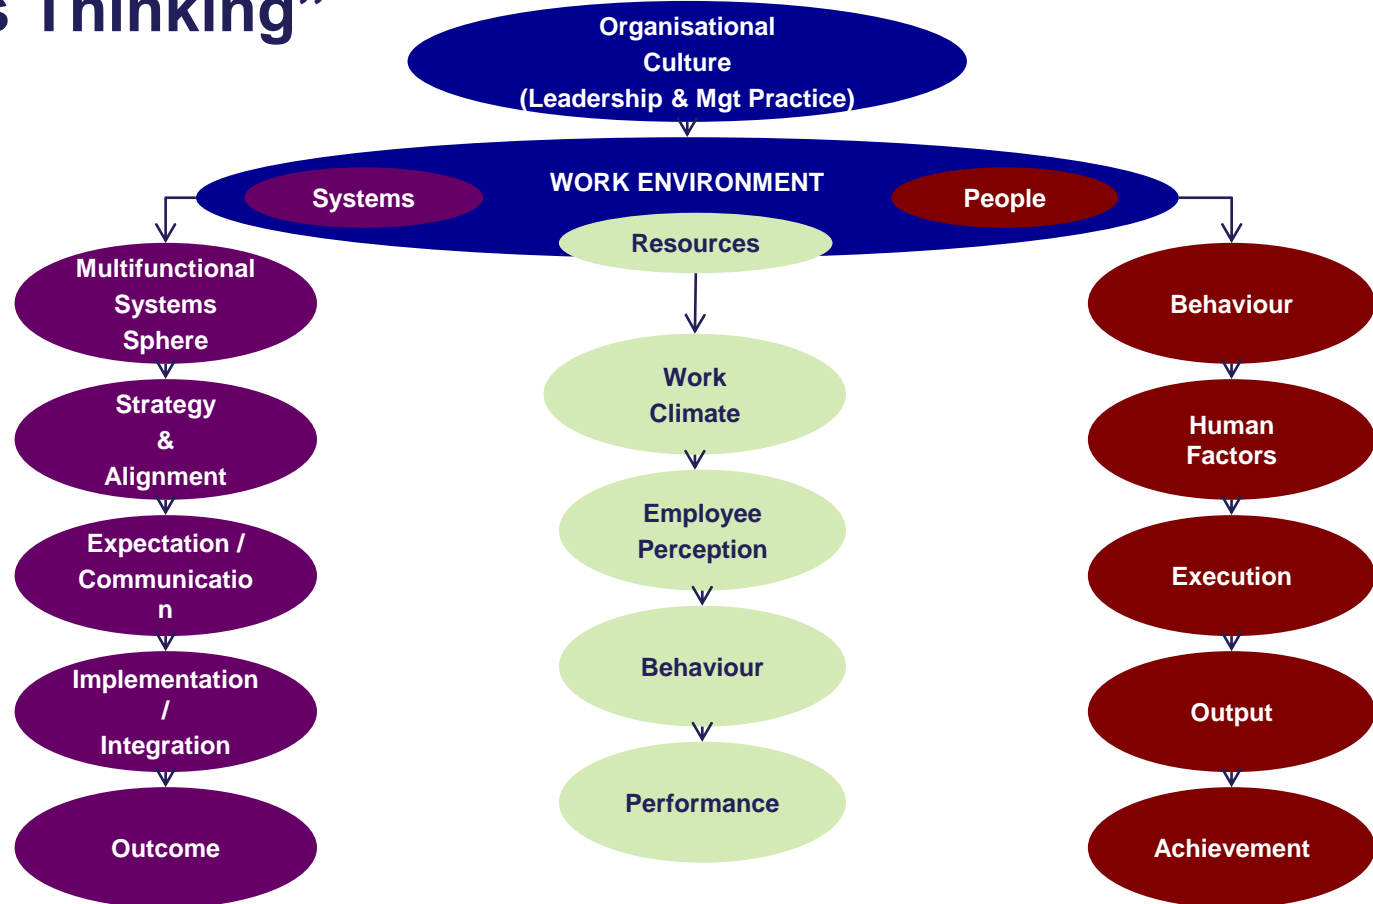 s Thinking”
Organisational
Culture
(Leadership & Mgt Practice)
WORK ENVIRONMENT
Systems
People
Resources
Multifunctional
Systems
Sphere
Strategy
&
Alignment
Expectation /
Communicatio
n
Implementation
/
Integration
Outcome
Work
Climate
Employee
Perception
Behaviour
Performance
Behaviour
Human
Factors
Execution
Output
Achievement